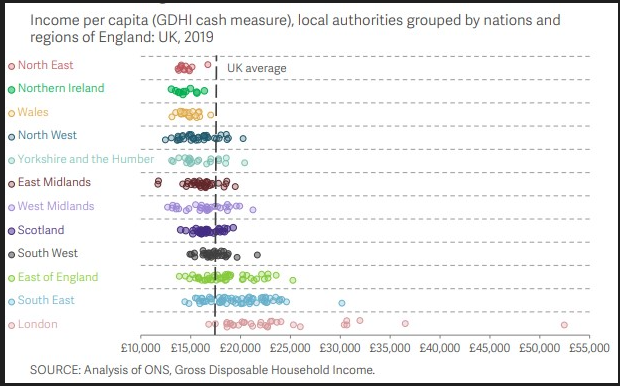 Income per capita (GDHI cash measure), local authorities grouped by nations and
regions of England: UK, 2019
North East
UK average
Northern Ireland
Wales
North West
Yorkshire and the Humber
East Midlands
West Midlands
Scotland
South West
East of England
South East
London
£10,000 £15,000 £20,000 £25,000 £30,000 £35,000 £40,000 £45,000 £50,000 £55,000
SOURCE: Analysis of ONS, Gross Disposable Household Income.